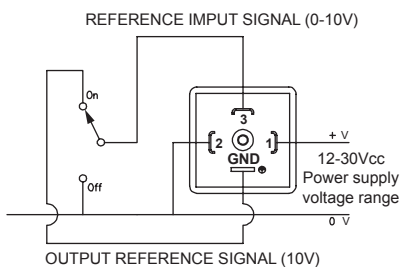 REFERENCE IMPUT SIGNAL (0-10V)
On
3
2
1
GND
+ V
12-30Vcc
Power supply
voltage range
Off
0 V
OUTPUT REFERENCE SIGNAL (10V)